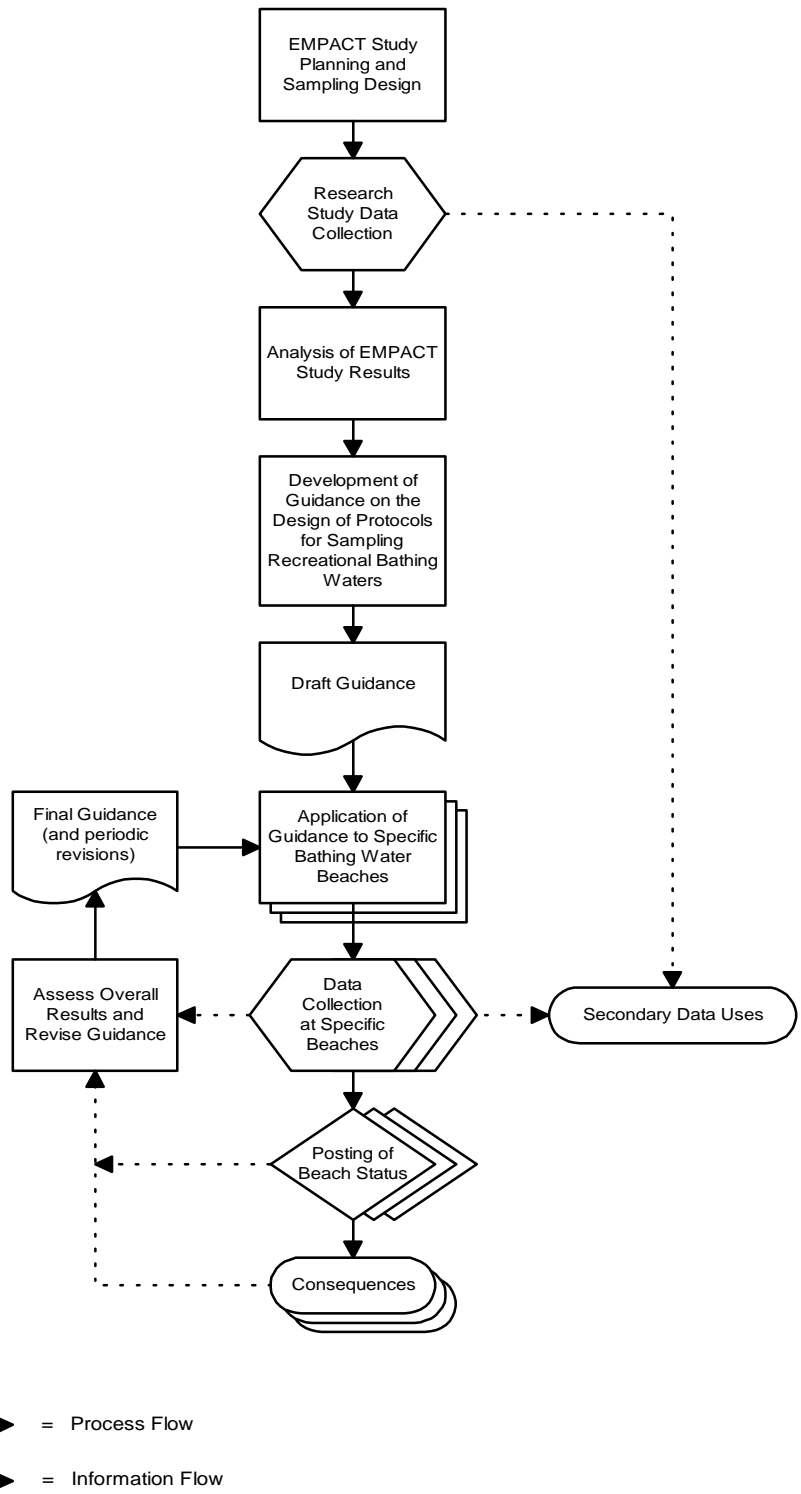 EMPACT Study
Planning and
Sampling Design
Research
Study Data
Collection
Analysis of EMPACT
Study Results
Development of
Guidance on the
Design of Protocols
for Sampling
Recreational Bathing
Waters
Draft Guidance
Final Guidance
(and periodic
revisions)
Application of
Guidance to Specific
Bathing Water
Beaches
Assess Overall
Results and
Revise Guidance
Data
Collection
at Specific
Beaches
Secondary Data Uses
Posting of
Beach Status
Consequences
= Process Flow
= Information Flow